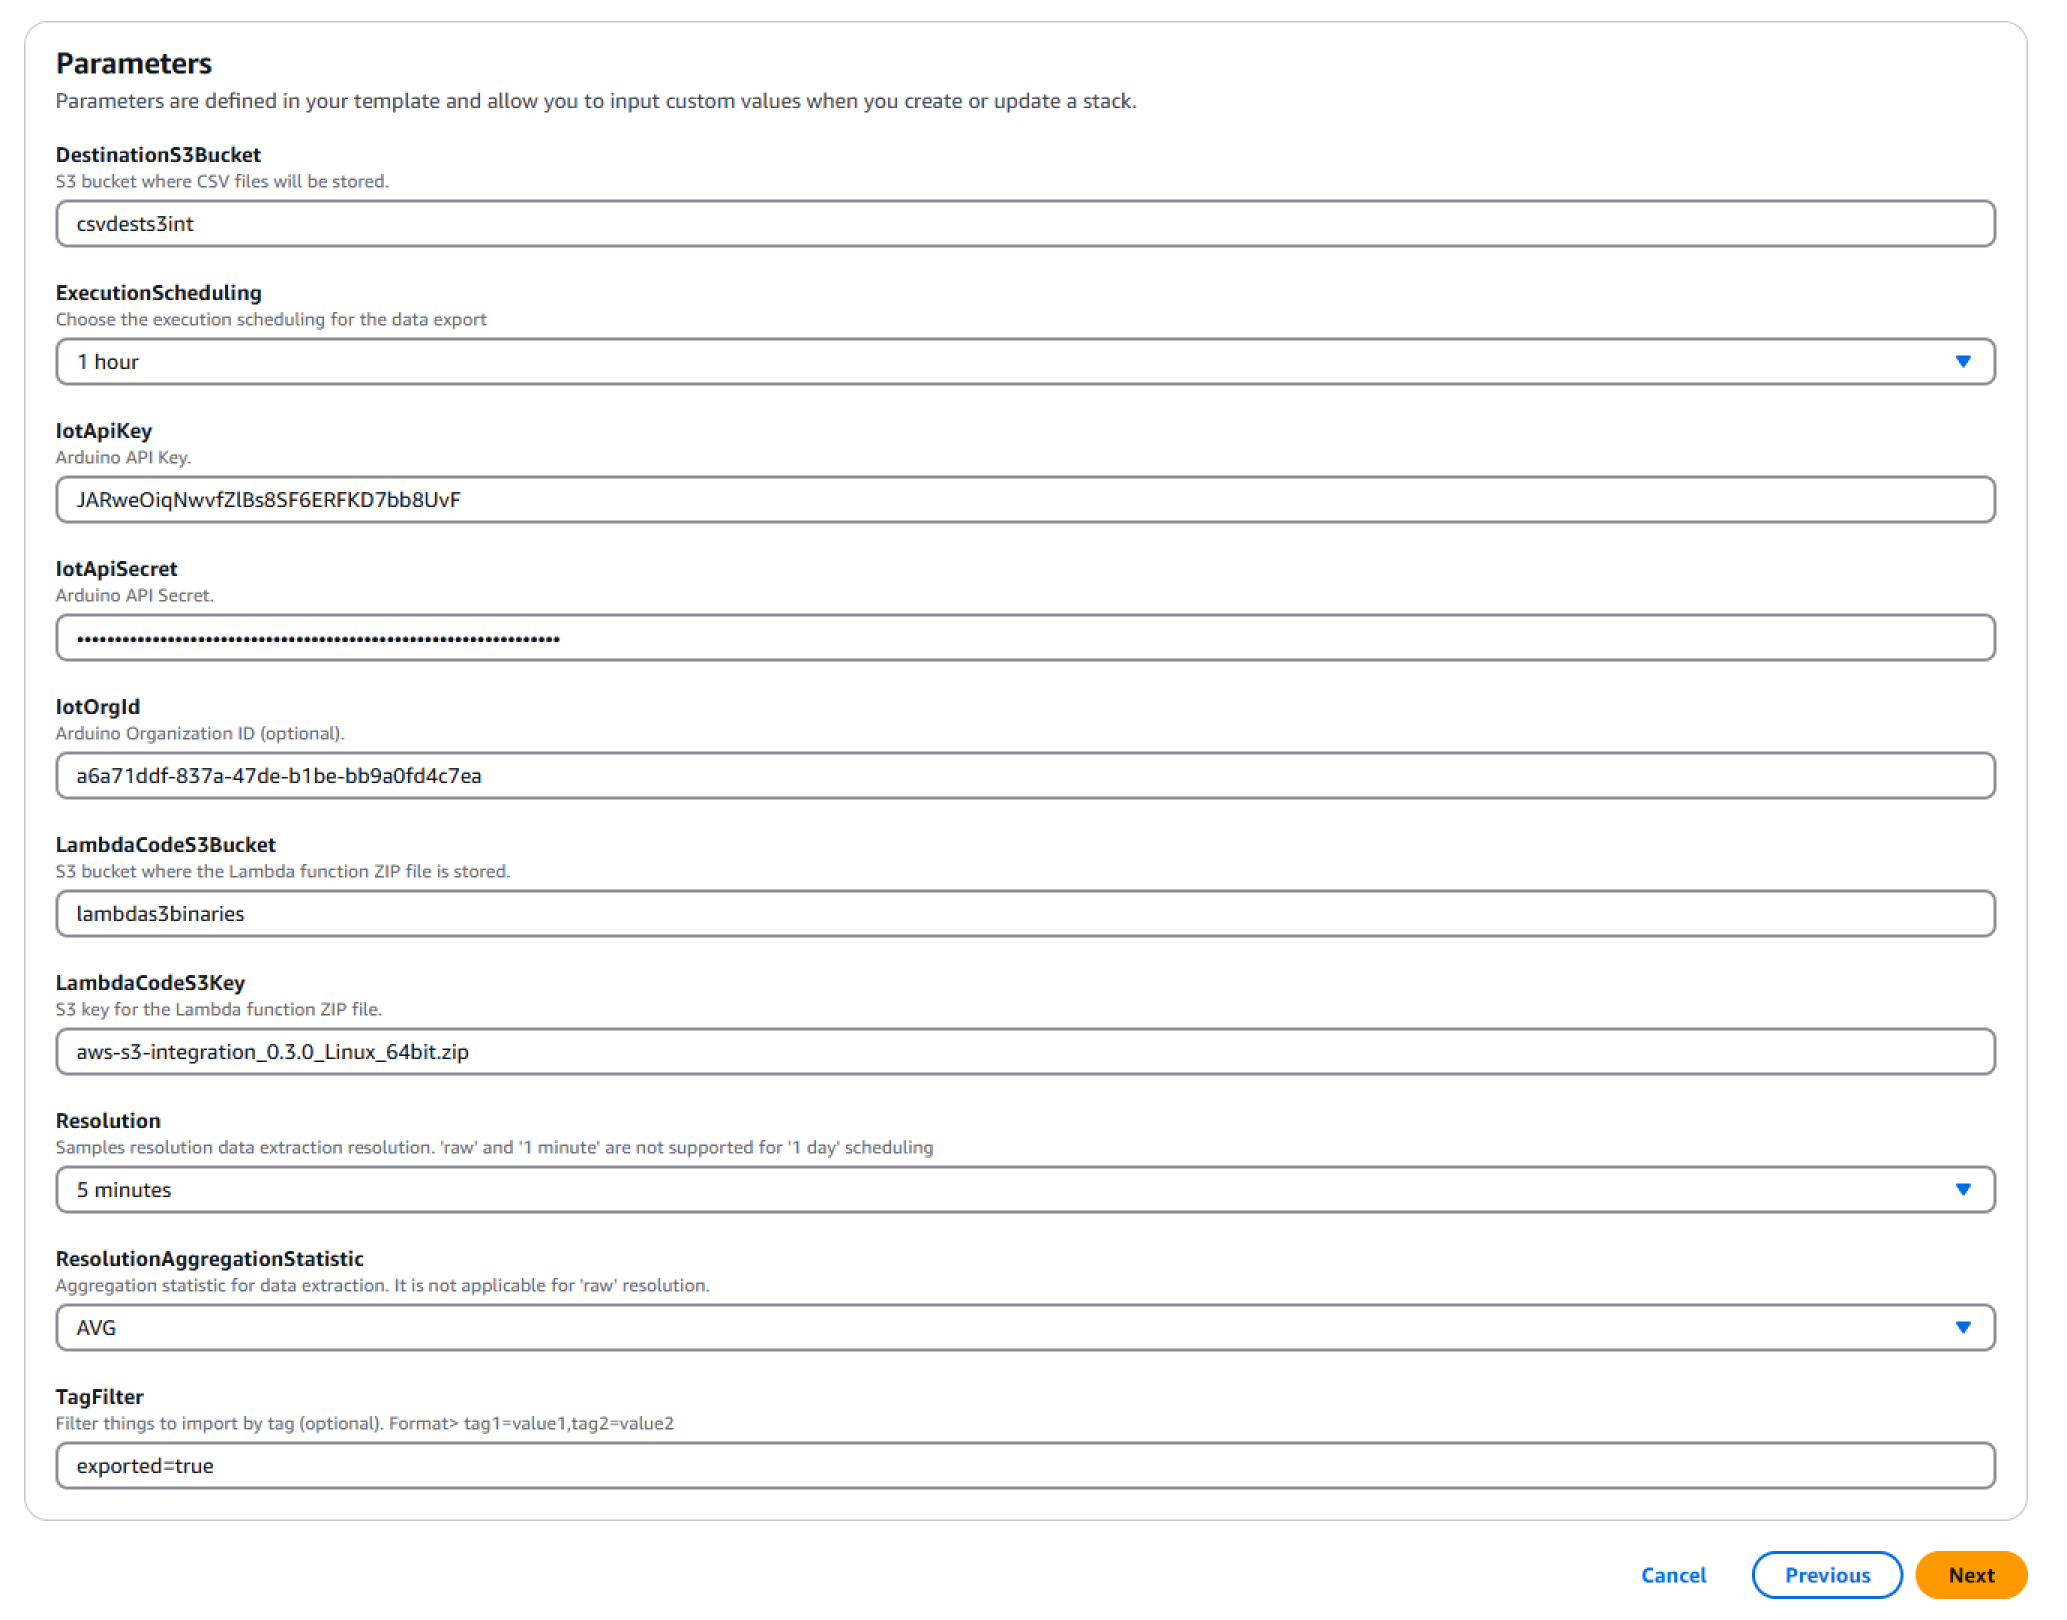 Parameters
Parameters are defined in your template and allow you to input custom values when you create or update a stack.
DestinationS3Bucket
S3 bucket where CSV files will be stored.
csvdests3int
ExecutionScheduling
Choose the execution scheduling for the data export
1 hour
IotApiKey
Arduino API Key.
JARweOiqNwvfZlBs8SF6ERFKD7bb8UvF
IotApiSecret
Arduino API Secret.
••••••••••••••••••••••••••••••••••••••••••••••••••••••••••••••••
IotOrgId
Arduino Organization ID (optional).
a6a71ddf-837a-47de-b1be-bb9a0fd4c7ea
LambdaCodeS3Bucket
S3 bucket where the Lambda function ZIP file is stored.
lambdas3binaries
LambdaCodeS3Key
S3 key for the Lambda function ZIP file.
aws-s3-integration_0.3.0_Linux_64bit.zip
Resolution
Samples resolution data extraction resolution. 'raw' and '1 minute' are not supported for '1 day' scheduling
5 minutes
ResolutionAggregationStatistic
Aggregation statistic for data extraction. It is not applicable for 'raw' resolution.
AVG
TagFilter
Filter things to import by tag (optional). Format> tag1=value1,tag2=value2
exported=true
Cancel Previous Next